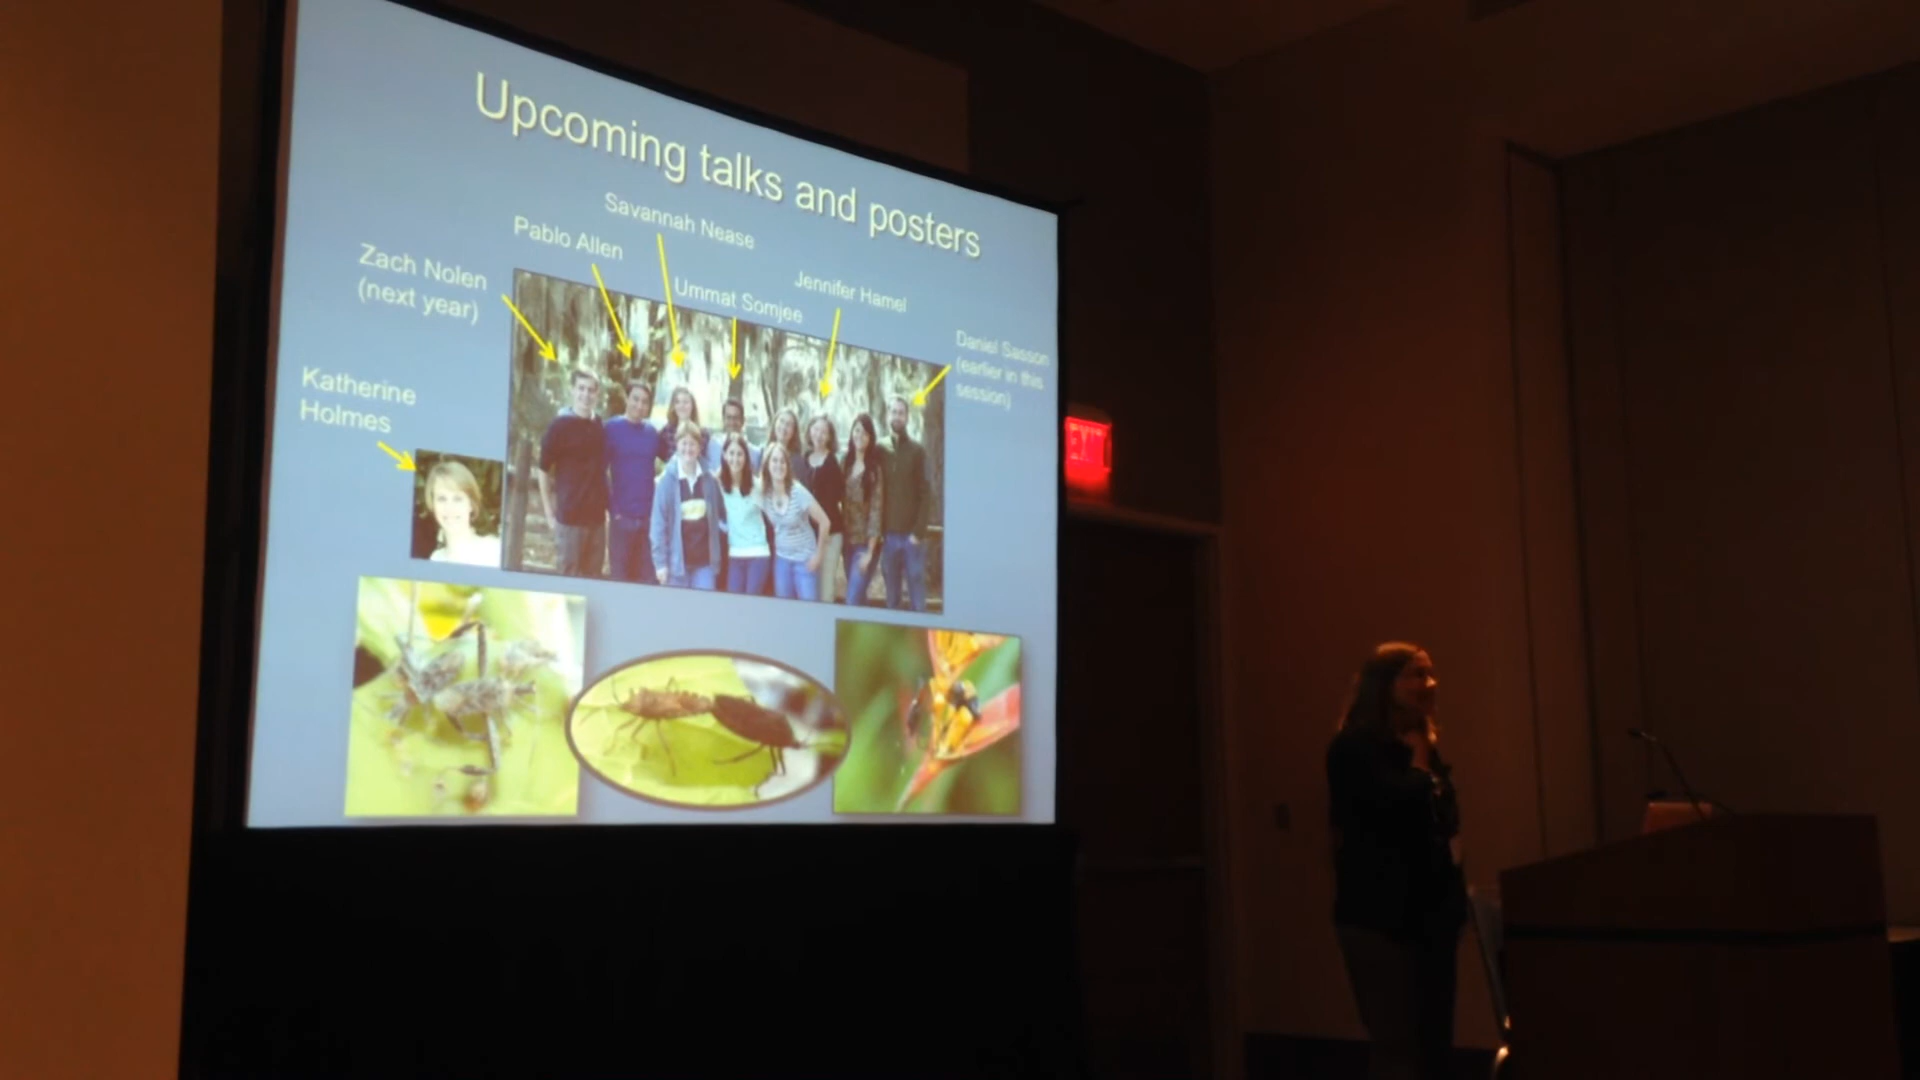 Upcoming talks and posters
Savannah Nease
Pablo Allen
Zach Nolen
(next year)
Ummat Somjee
Jennifer Hamel
Daniel Sasson
(earlier in this
session)
Katherine
Holmes
EXIT